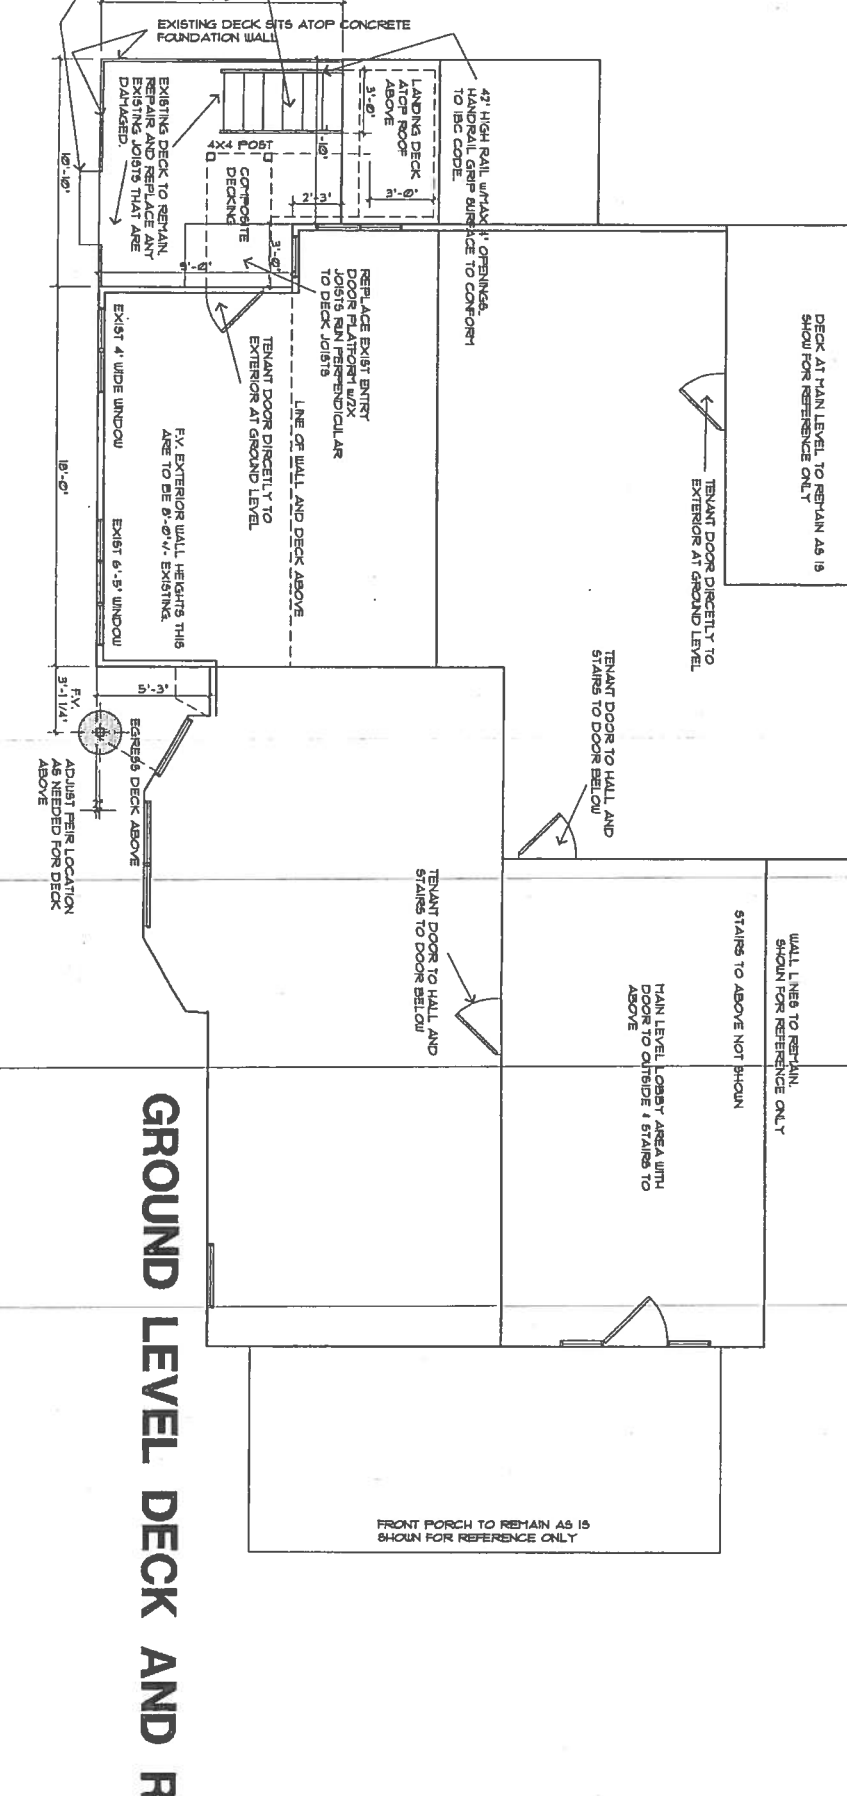 EXISTING DECK SITS ATOP CONCRETE
FOUNDATION WALL
EXISTING DECK TO REMAIN.
REPAIR AND REPLACE ANY
EXISTING JOISTS THAT ARE
DAMAGED.
4X4 POST
COMPOSITE
DECKING
LANDING DECK
ATOP ROOF
ABOVE
3'-0"
3'-0"
2'-3"
3'-0"
42" HIGH RAIL W/MAX 4" OPENINGS.
HANDRAIL GRIP SURFACE TO CONFORM
TO IBC CODE.
10'-10"
18'-0"
REPLACE EXIST ENTRY
DOOR PLATFORM W/2X
JOISTS RUN PERPENDICULAR
TO DECK JOISTS
TENANT DOOR DIRCETLY TO
EXTERIOR AT GROUND LEVEL
LINE OF WALL AND DECK ABOVE
EXIST 4' WIDE WINDOW
EXIST 6'-5" WINDOW
F.V. EXTERIOR WALL HEIGHTS THIS
ARE TO BE 8'-0"+/- EXISTING.
5'-3"
F.V.
3'-1 1/4"
EGRESS DECK ABOVE
ADJUST PEIR LOCATION
AS NEEDED FOR DECK
ABOVE
DECK AT MAIN LEVEL TO REMAIN AS IS
SHOW FOR REFERENCE ONLY
TENANT DOOR DIRCETLY TO
EXTERIOR AT GROUND LEVEL
TENANT DOOR TO HALL AND
STAIRS TO DOOR BELOW
TENANT DOOR TO HALL AND
STAIRS TO DOOR BELOW
WALL LINES TO REMAIN.
SHOWN FOR REFERENCE ONLY
STAIRS TO ABOVE NOT SHOWN
MAIN LEVEL LOBBY AREA WITH
DOOR TO OUTSIDE & STAIRS TO
ABOVE
FRONT PORCH TO REMAIN AS IS
SHOWN FOR REFERENCE ONLY
GROUND LEVEL DECK AND R